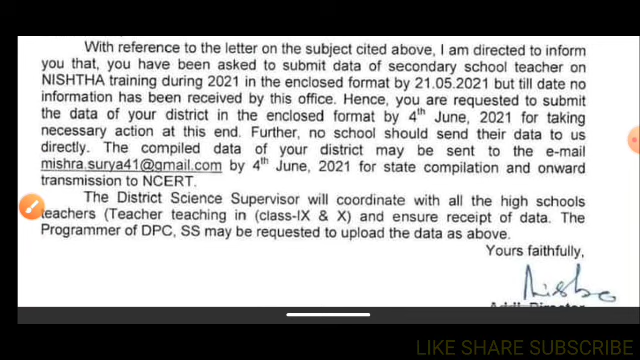 With reference to the letter on the subject cited above, I am directed to inform
you that, you have been asked to submit data of secondary school teacher on
NISHTHA training during 2021 in the enclosed format by 21.05.2021 but till date no
information has been received by this office. Hence, you are requested to submit
the data of your district in the enclosed format by 4th June, 2021 for taking
necessary action at this end. Further, no school should send their data to us
directly. The compiled data of your district may be sent to the e-mail
mishra.surya41@gmail.com by 4th June, 2021 for state compilation and onward
transmission to NCERT.
The District Science Supervisor will coordinate with all the high schools
teachers (Teacher teaching in (class-IX & X) and ensure receipt of data. The
Programmer of DPC, SS may be requested to upload the data as above.
Yours faithfully,
LIKE SHARE SUBSCRIBE